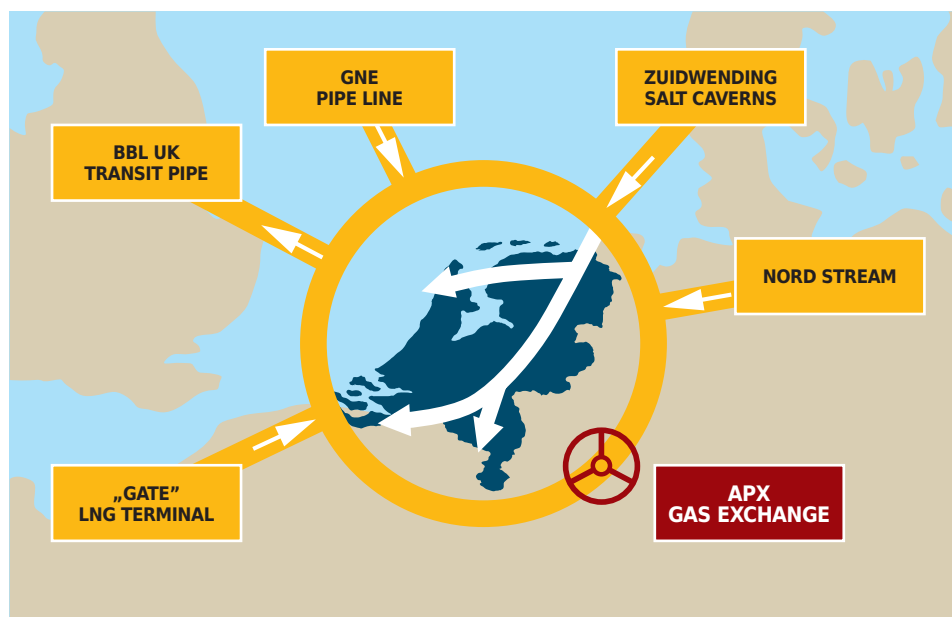 GNE
PIPE LINE
ZUIDWENDING
SALT CAVERNS
BBL UK
TRANSIT PIPE
NORD STREAM
„GATE”
LNG TERMINAL
APX
GAS EXCHANGE